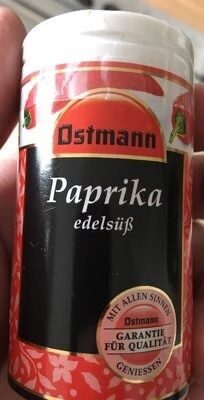 Ostmann
Paprika
edelsüß
MIT ALLEN SINNEN
Ostmann
GARANTIE
FÜR QUALITÄT
GENIESSEN